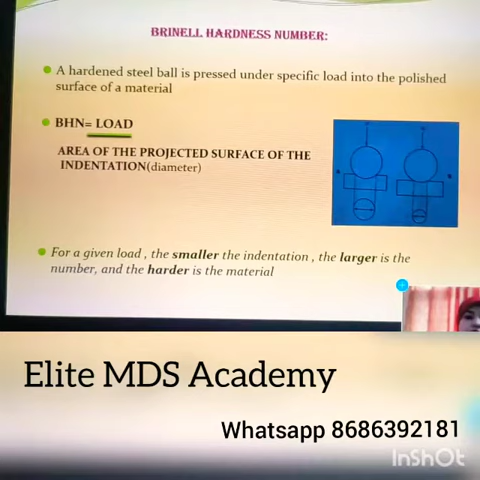 BRINELL HARDNESS NUMBER:
A hardened steel ball is pressed under specific load into the polished
surface of a material
BHN= LOAD
AREA OF THE PROJECTED SURFACE OF THE
INDENTATION(diameter)
For a given load , the smaller the indentation , the larger is the
number, and the harder is the material
Elite MDS Academy
Whatsapp 8686392181
InShOt